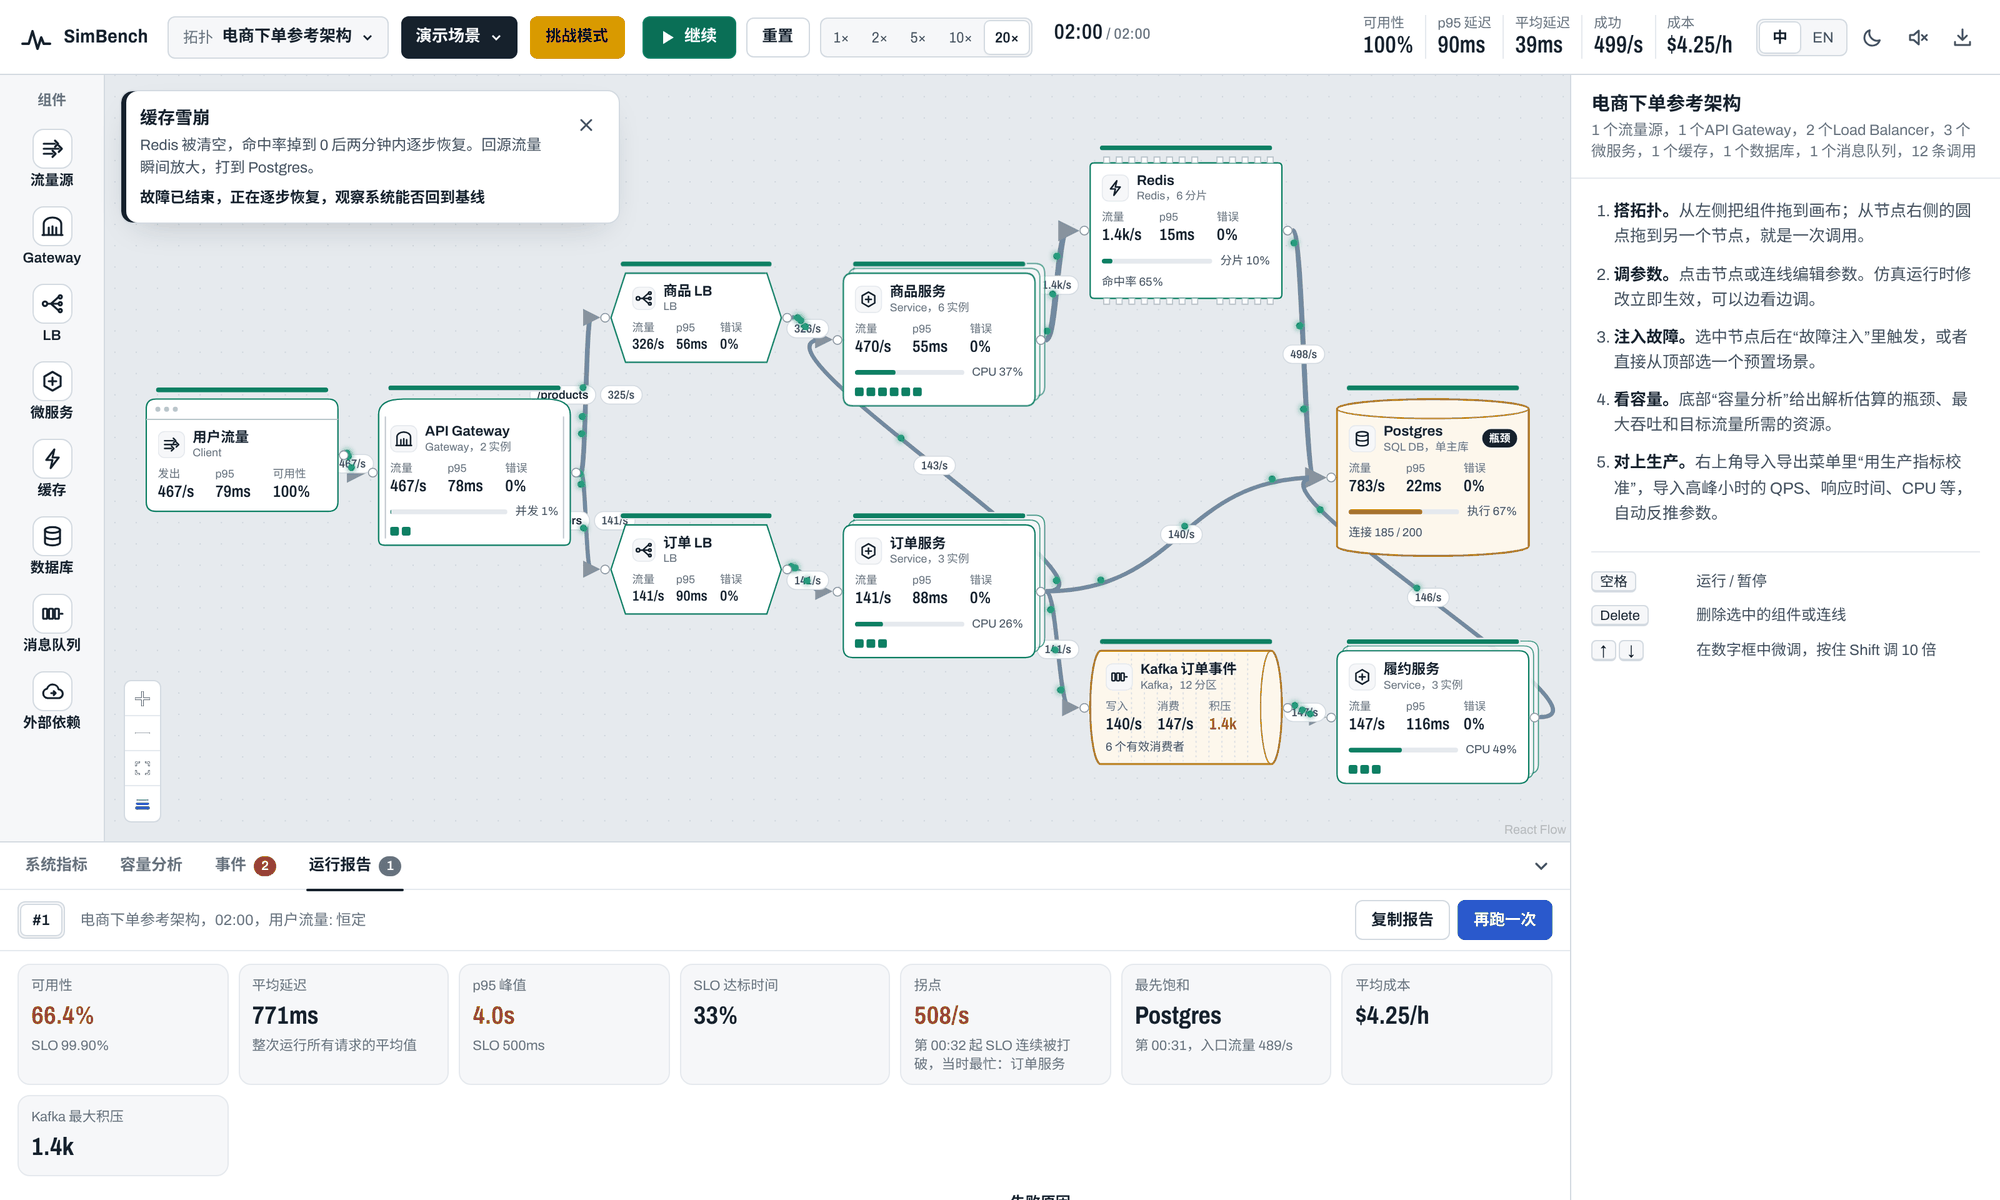 SimBench
拓扑 电商下单参考架构
演示场景
挑战模式
继续
重置
1×
2×
5×
10×
20×
02:00 / 02:00
可用性
100%
p95 延迟
90ms
平均延迟
39ms
成功
499/s
成本
$4.25/h
中
EN
组件
流量源
Gateway
LB
微服务
缓存
数据库
消息队列
外部依赖
缓存雪崩
Redis 被清空，命中率掉到 0 后两分钟内逐步恢复。回源流量
瞬间放大，打到 Postgres。
故障已结束，正在逐步恢复，观察系统能否回到基线
用户流量
Client
发出 p95 可用性
467/s 79ms 100%
467/s
API Gateway
Gateway，2 实例
流量 p95 错误
467/s 78ms 0%
并发 1%
/products 325/s
rs 141/s
商品 LB
LB
流量 p95 错误
326/s 56ms 0%
326/s
订单 LB
LB
流量 p95 错误
141/s 90ms 0%
141/s
商品服务
Service，6 实例
流量 p95 错误
470/s 55ms 0%
CPU 37%
1.4k/s
143/s
订单服务
Service，3 实例
流量 p95 错误
141/s 88ms 0%
CPU 26%
141/s
140/s
Redis
Redis，6 分片
流量 p95 错误
1.4k/s 15ms 0%
分片 10%
命中率 65%
498/s
Postgres
SQL DB，单主库
瓶颈
流量 p95 错误
783/s 22ms 0%
执行 67%
连接 185 / 200
146/s
Kafka 订单事件
Kafka，12 分区
写入 消费 积压
140/s 147/s 1.4k
6 个有效消费者
147/s
履约服务
Service，3 实例
流量 p95 错误
147/s 116ms 0%
CPU 49%
React Flow
电商下单参考架构
1 个流量源，1 个API Gateway，2 个Load Balancer，3 个
微服务，1 个缓存，1 个数据库，1 个消息队列，12 条调用
1. 搭拓扑。从左侧把组件拖到画布；从节点右侧的圆
点拖到另一个节点，就是一次调用。
2. 调参数。点击节点或连线编辑参数。仿真运行时修
改立即生效，可以边看边调。
3. 注入故障。选中节点后在“故障注入”里触发，或者
直接从顶部选一个预置场景。
4. 看容量。底部“容量分析”给出解析估算的瓶颈、最
大吞吐和目标流量所需的资源。
5. 对上生产。右上角导入导出菜单里“用生产指标校
准”，导入高峰小时的 QPS、响应时间、CPU 等，
自动反推参数。
空格 运行 / 暂停
Delete 删除选中的组件或连线
↑ ↓ 在数字框中微调，按住 Shift 调 10 倍
系统指标
容量分析
事件 2
运行报告 1
#1 电商下单参考架构，02:00，用户流量: 恒定
复制报告
再跑一次
可用性
66.4%
SLO 99.90%
平均延迟
771ms
整次运行所有请求的平均值
p95 峰值
4.0s
SLO 500ms
SLO 达标时间
33%
拐点
508/s
第 00:32 起 SLO 连续被打
破，当时最忙：订单服务
最先饱和
Postgres
第 00:31，入口流量 489/s
平均成本
$4.25/h
Kafka 最大积压
1.4k